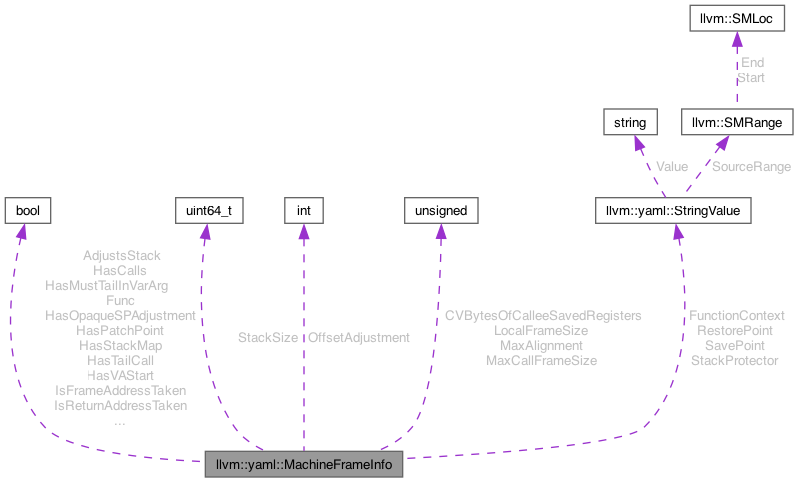 llvm::SMLoc
End
Start
string
llvm::SMRange
Value
SourceRange
bool
uint64_t
int
unsigned
llvm::yaml::StringValue
AdjustsStack
HasCalls
HasMustTailInVarArg
Func
HasOpaqueSPAdjustment
HasPatchPoint
HasStackMap
HasTailCall
HasVAStart
IsFrameAddressTaken
IsReturnAddressTaken
...
StackSize
OffsetAdjustment
CVBytesOfCalleeSavedRegisters
LocalFrameSize
MaxAlignment
MaxCallFrameSize
FunctionContext
RestorePoint
SavePoint
StackProtector
llvm::yaml::MachineFrameInfo